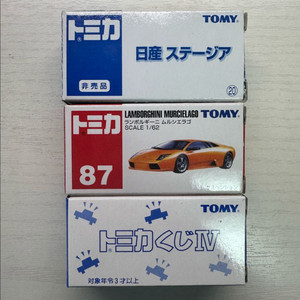 トミカ TOMY
日産 ステージア
非売品
20
トミカ LAMBORGHINI MURCIELAGO TOMY
ランボルギーニ ムルシエラゴ
SCALE 1/62
87
TOMY
トミカくじIV
対象年令3才以上